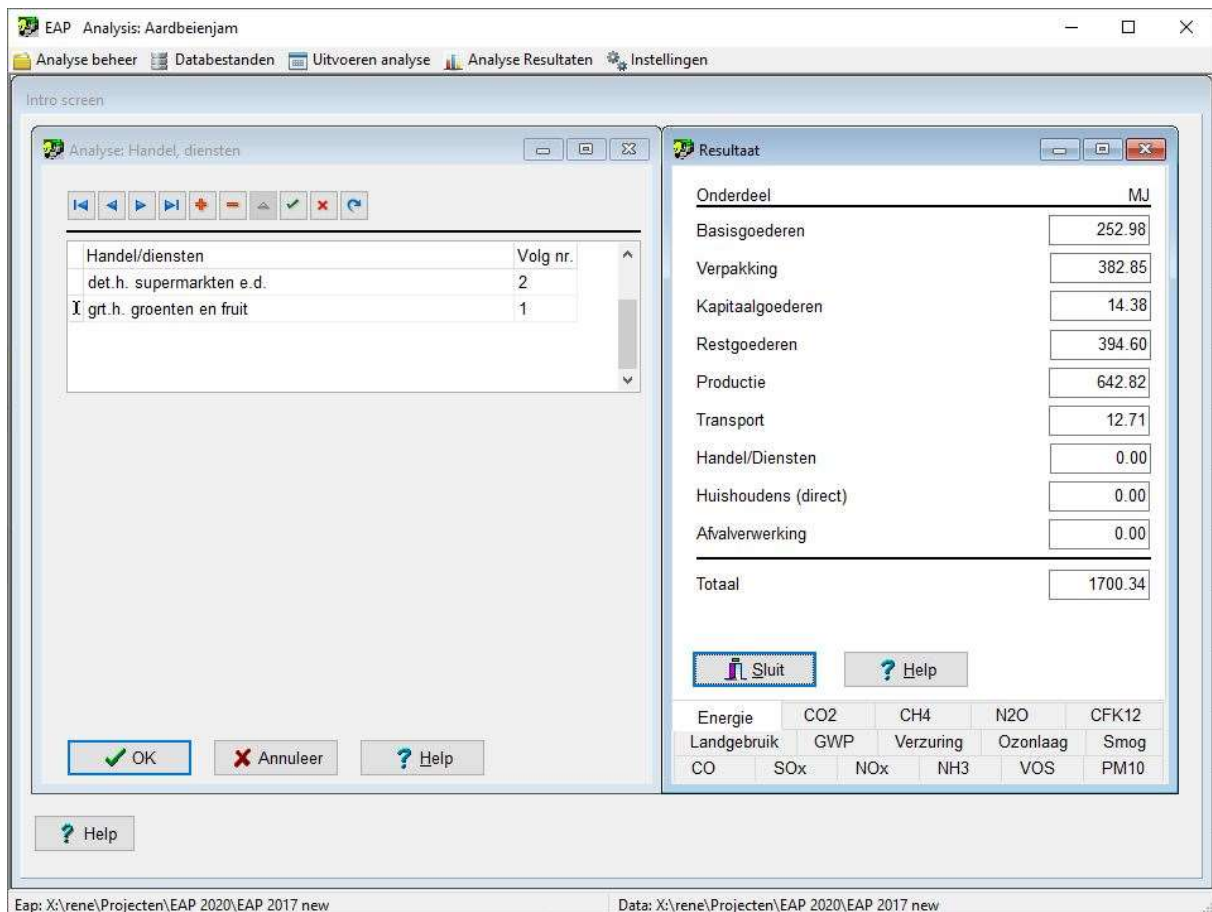 EAP Analysis: Aardbeienjam
Analyse beheer Databestanden Uitvoeren analyse Analyse Resultaten Instellingen
Intro screen
Analyse: Handel, diensten
Handel/diensten Volg nr.
det.h. supermarkten e.d. 2
grt.h. groenten en fruit 1
OK Annuleer ? Help
Resultaat
Onderdeel MJ
Basisgoederen 252.98
Verpakking 382.85
Kapitaalgoederen 14.38
Restgoederen 394.60
Productie 642.82
Transport 12.71
Handel/Diensten 0.00
Huishoudens (direct) 0.00
Afvalverwerking 0.00
Totaal 1700.34
Sluit ? Help
Energie CO2 CH4 N2O CFK12
Landgebruik GWP Verzuring Ozonlaag Smog
CO SOx NOx NH3 VOS PM10
? Help
Eap: X:\rene\Projecten\EAP 2020\EAP 2017 new Data: X:\rene\Projecten\EAP 2020\EAP 2017 new